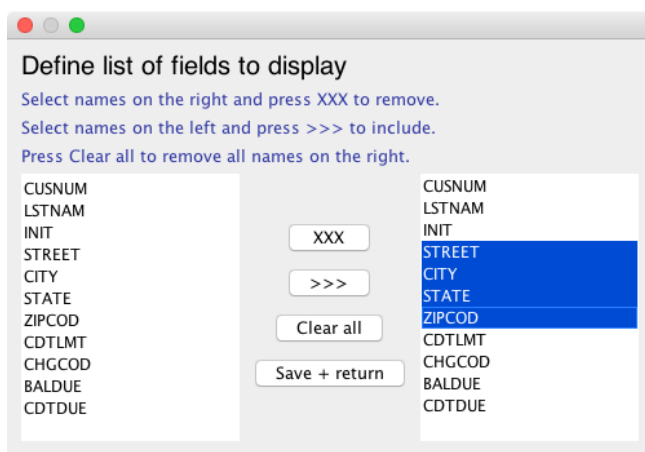 Define list of fields to display
Select names on the right and press XXX to remove.
Select names on the left and press >>> to include.
Press Clear all to remove all names on the right.
CUSNUM
LSTNAM
INIT
STREET
CITY
STATE
ZIPCOD
CDTLMT
CHGCOD
BALDUE
CDTDUE
XXX
>>>
Clear all
Save + return
CUSNUM
LSTNAM
INIT
STREET
CITY
STATE
ZIPCOD
CDTLMT
CHGCOD
BALDUE
CDTDUE